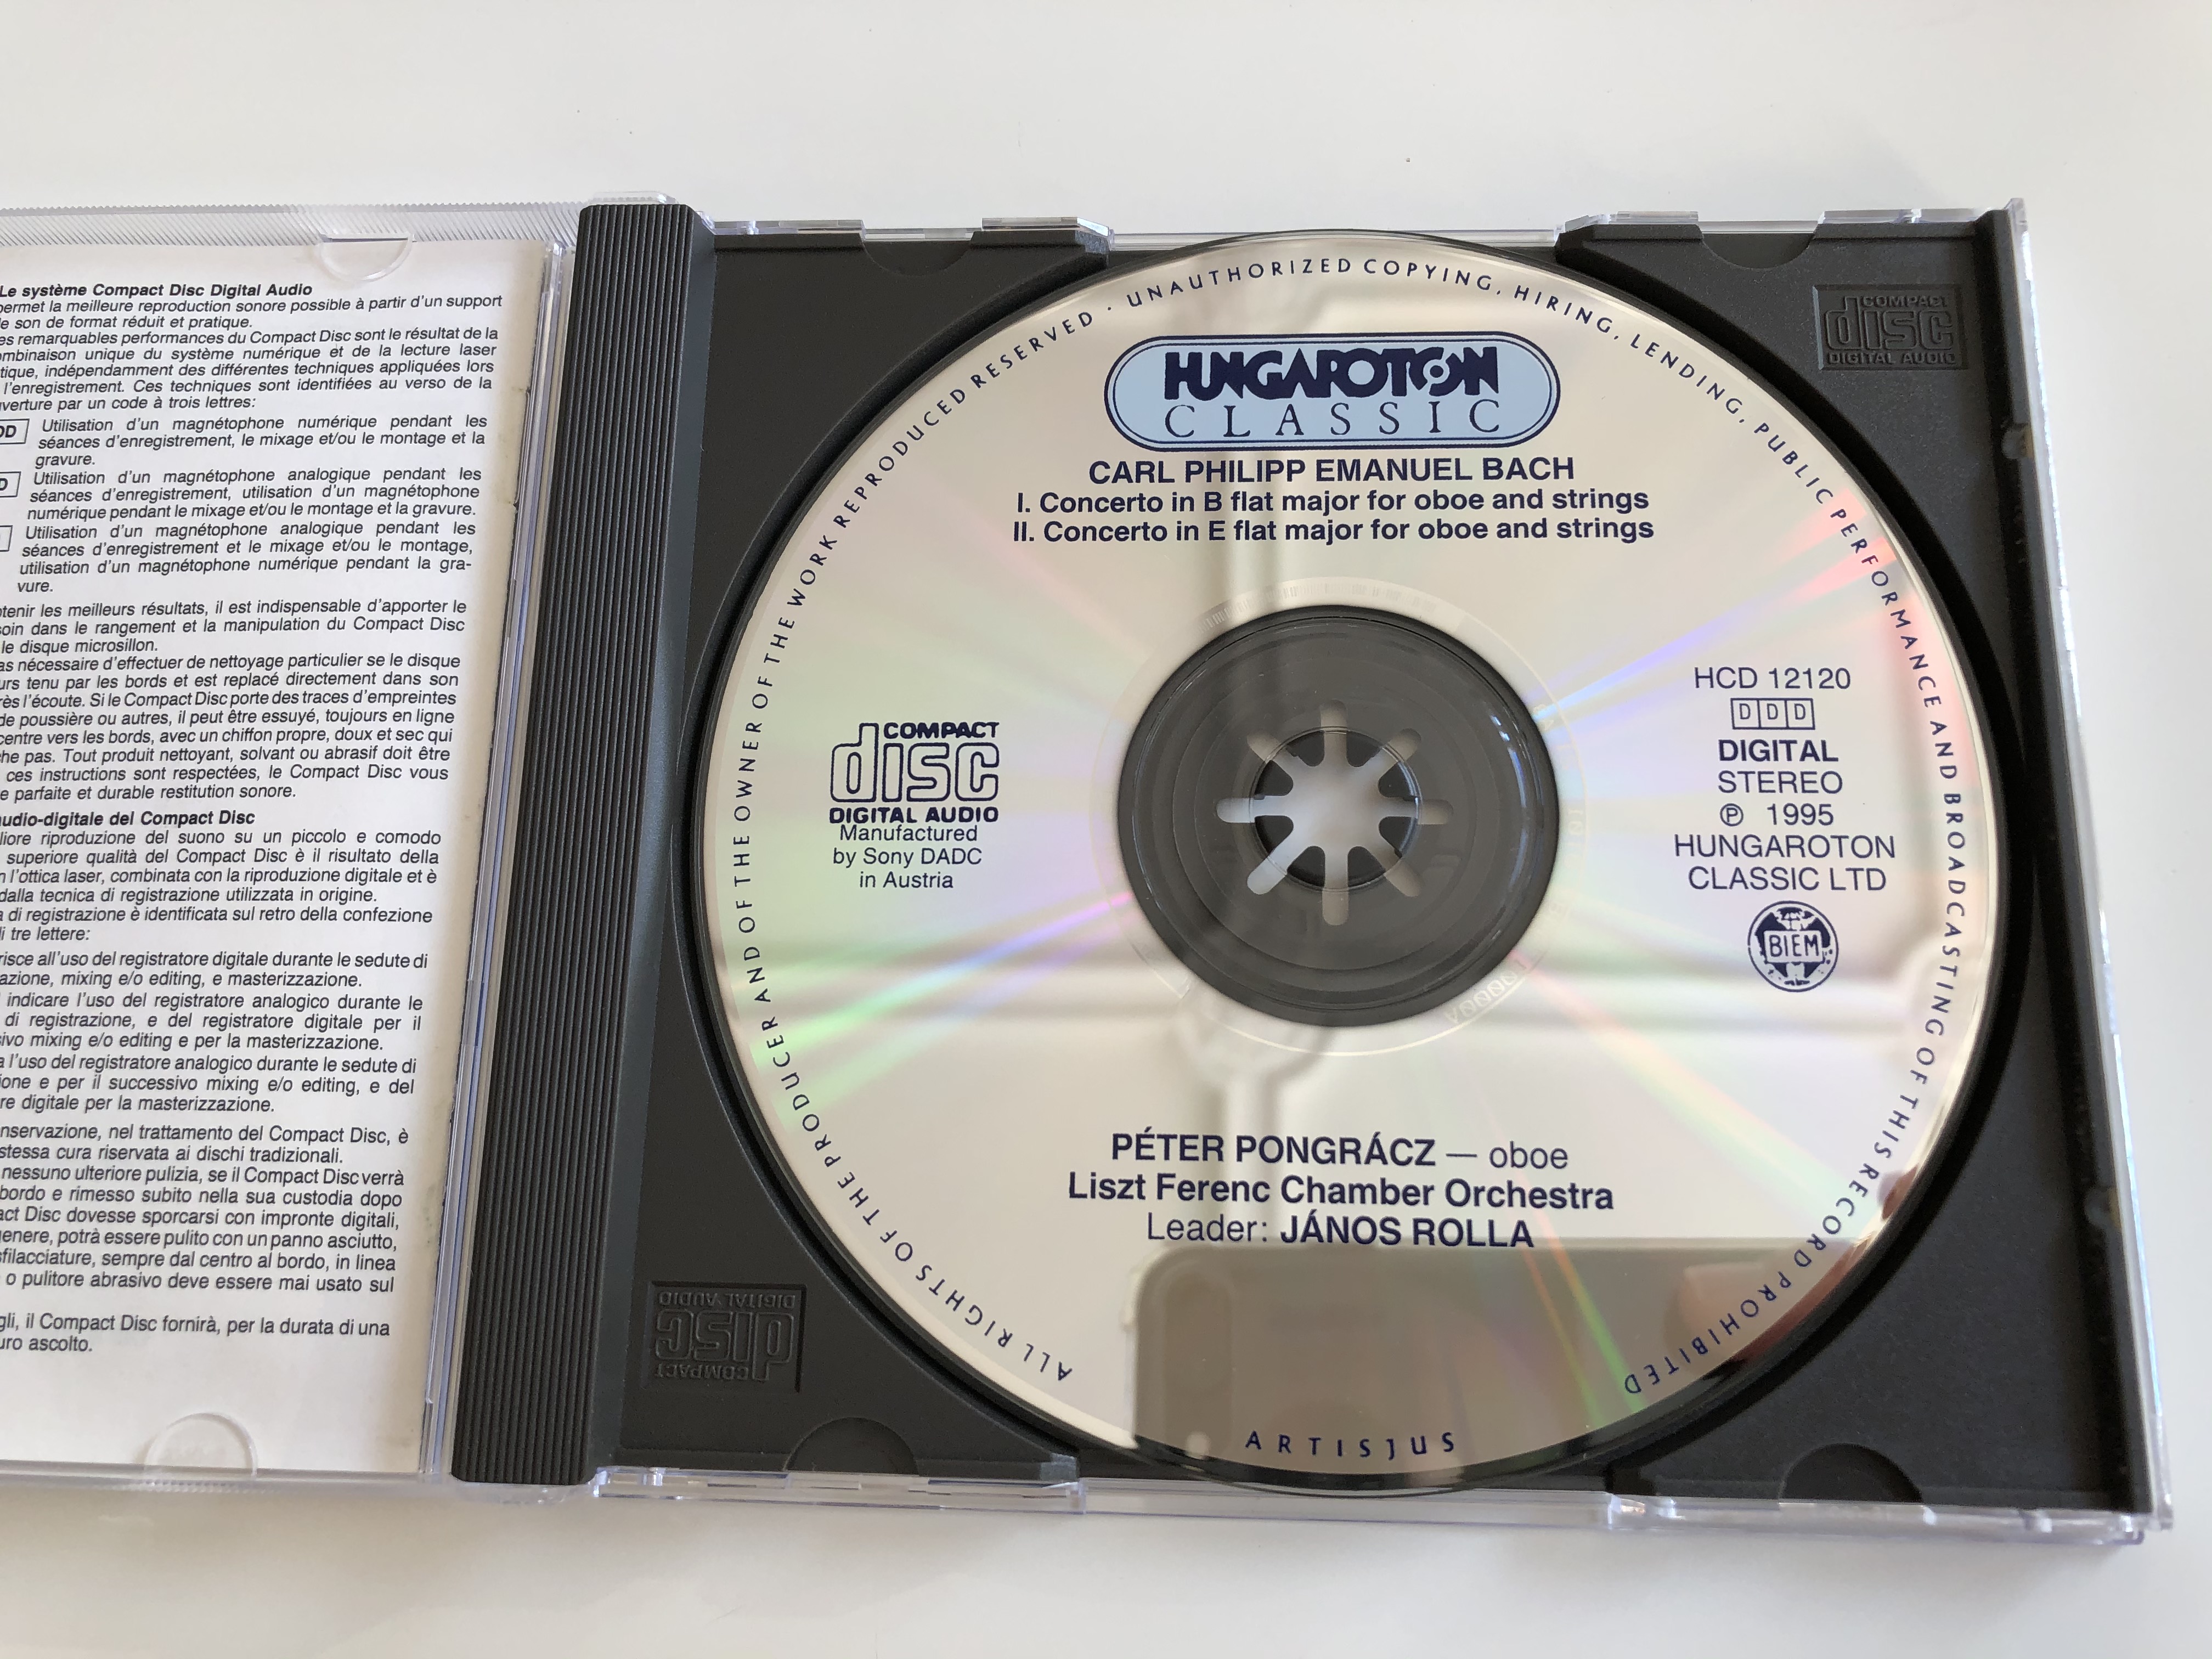 Le système Compact Disc Digital Audio
permet la meilleure reproduction sonore possible à partir d'un support
son de format réduit et pratique.
remarquables performances du Compact Disc sont le résultat de la
unique du système numérique et de la lecture laser
indépendamment des différentes techniques appliquées lors
l'enregistrement. Ces techniques sont identifiées au verso de la
par un code à trois lettres:
Utilisation d'un magnétophone numérique pendant les
séances d'enregistrement, le mixage et/ou le montage et la
gravure.
Utilisation d'un magnétophone analogique pendant les
séances d'enregistrement, utilisation d'un magnétophone
numérique pendant le mixage et/ou le montage et la gravure.
Utilisation d'un magnétophone analogique pendant les
séances d'enregistrement et le mixage et/ou le montage,
utilisation d'un magnétophone numérique pendant la gra-
vure.
les meilleurs résultats, il est indispensable d'apporter le
dans le rangement et la manipulation du Compact Disc
le disque microsillon.
nécessaire d'effectuer de nettoyage particulier se le disque
tenu par les bords et est replacé directement dans son
l'écoute. Si le Compact Disc porte des traces d'empreintes
de poussière ou autres, il peut être essuyé, toujours en ligne
centre vers les bords, avec un chiffon propre, doux et sec qui
pas. Tout produit nettoyant, solvant ou abrasif doit être
ces instructions sont respectées, le Compact Disc vous
parfaite et durable restitution sonore.
audio-digitale del Compact Disc
riproduzione del suono su un piccolo e comodo
superiore qualità del Compact Disc è il risultato della
l'ottica laser, combinata con la riproduzione digitale et è
dalla tecnica di registrazione utilizzata in origine.
di registrazione è identificata sul retro della confezione
tre lettere:
all'uso del registratore digitale durante le sedute di
mixing e/o editing, e masterizzazione.
indicare l'uso del registratore analogico durante le
di registrazione, e del registratore digitale per il
mixing e/o editing e per la masterizzazione.
l'uso del registratore analogico durante le sedute di
e per il successivo mixing e/o editing, e del
digitale per la masterizzazione.
nel trattamento del Compact Disc, è
stessa cura riservata ai dischi tradizionali.
nessuno ulteriore pulizia, se il Compact Disc verrà
bordo e rimesso subito nella sua custodia dopo
Disc dovesse sporcarsi con impronte digitali,
genere, potrà essere pulito con un panno asciutto,
sfilacciature, sempre dal centro al bordo, in linea
o pulitore abrasivo deve essere mai usato sul
il Compact Disc fornirà, per la durata di una
ascolto.
ALL RIGHTS OF THE PRODUCER AND OF THE OWNER OF THE WORK REPRODUCED RESERVED · UNAUTHORIZED COPYING, HIRING, LENDING, PUBLIC PERFORMANCE AND BROADCASTING OF THIS RECORD PROHIBITED
HUNGAROTON
CLASSIC
CARL PHILIPP EMANUEL BACH
I. Concerto in B flat major for oboe and strings
II. Concerto in E flat major for oboe and strings
COMPACT
disc
DIGITAL AUDIO
Manufactured
by Sony DADC
in Austria
HCD 12120
DDD
DIGITAL
STEREO
℗ 1995
HUNGAROTON
CLASSIC LTD
BIEM
PÉTER PONGRÁCZ — oboe
Liszt Ferenc Chamber Orchestra
Leader: JÁNOS ROLLA
ARTISJUS
COMPACT
disc
DIGITAL AUDIO
COMPACT
disc
DIGITAL AUDIO